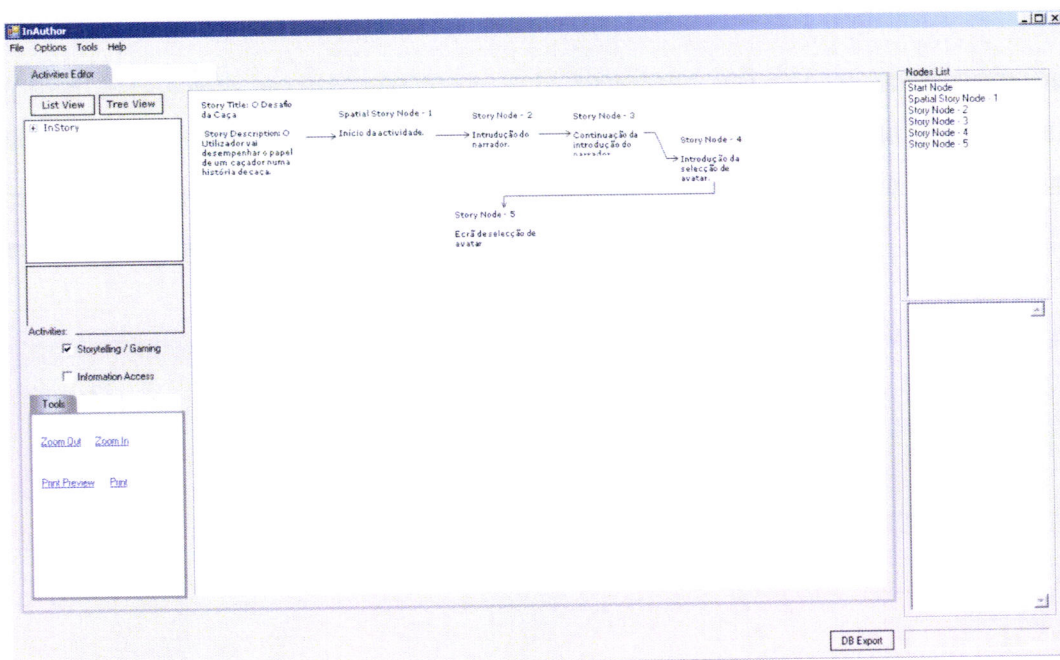 InAuthor
File Options Tools Help
Activities Editor
List View Tree View
InStory
Activities:
Storytelling / Gaming
Information Access
Tools
Zoom Out Zoom In
Print Preview Print
Story Title: O Desafio
da Caça
Story Description: O
Utilizador vai
desempenhar o papel
de um caçador numa
história de caça.
Spatial Story Node - 1
Início da actividade.
Story Node - 2
Intrudução do
narrador.
Story Node - 3
Continuação da
introdução do
narrador
Story Node - 4
Introdução da
selecção de
avatar.
Story Node - 5
Ecrã de selecção de
avatar
Nodes List
Start Node
Spatial Story Node - 1
Story Node - 2
Story Node - 3
Story Node - 4
Story Node - 5
DB Export